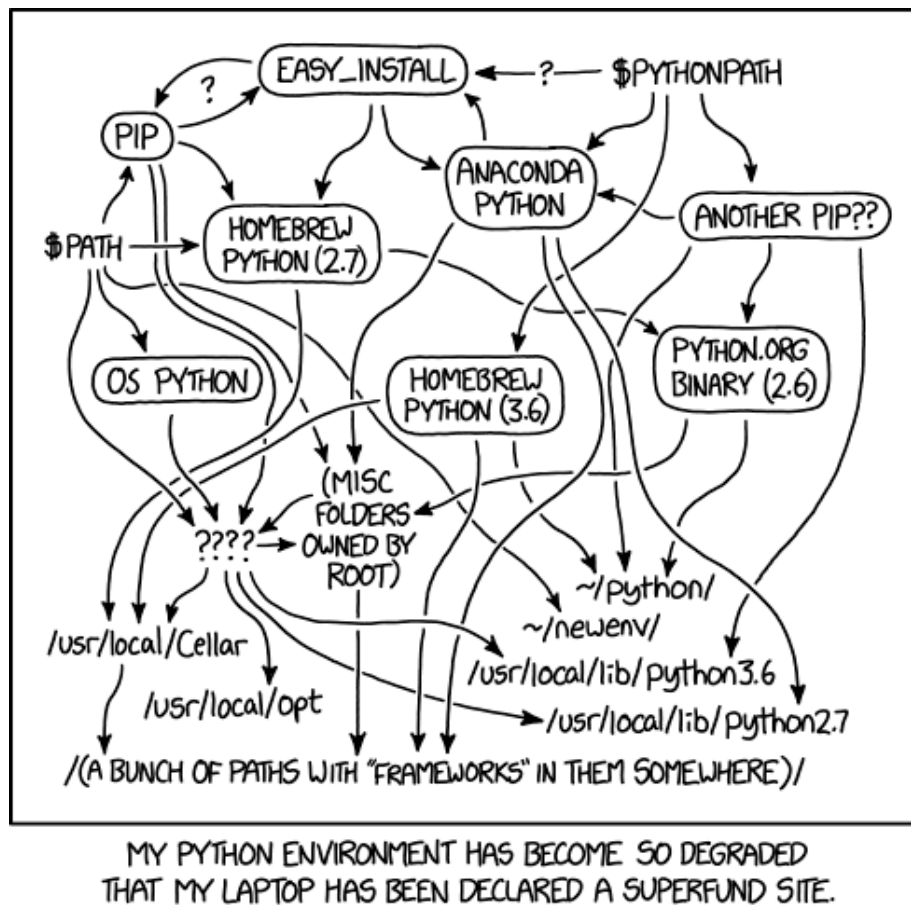 EASY_INSTALL
?
$PYTHONPATH
?
PIP
ANACONDA
PYTHON
ANOTHER PIP??
HOMEBREW
PYTHON (2.7)
$PATH
OS PYTHON
HOMEBREW
PYTHON (3.6)
PYTHON.ORG
BINARY (2.6)
(MISC
FOLDERS
OWNED BY
ROOT)
????
~/python/
~/newenv/
/usr/local/Cellar
/usr/local/lib/python3.6
/usr/local/opt
/usr/local/lib/python2.7
/(A BUNCH OF PATHS WITH "FRAMEWORKS" IN THEM SOMEWHERE)/
MY PYTHON ENVIRONMENT HAS BECOME SO DEGRADED
THAT MY LAPTOP HAS BEEN DECLARED A SUPERFUND SITE.